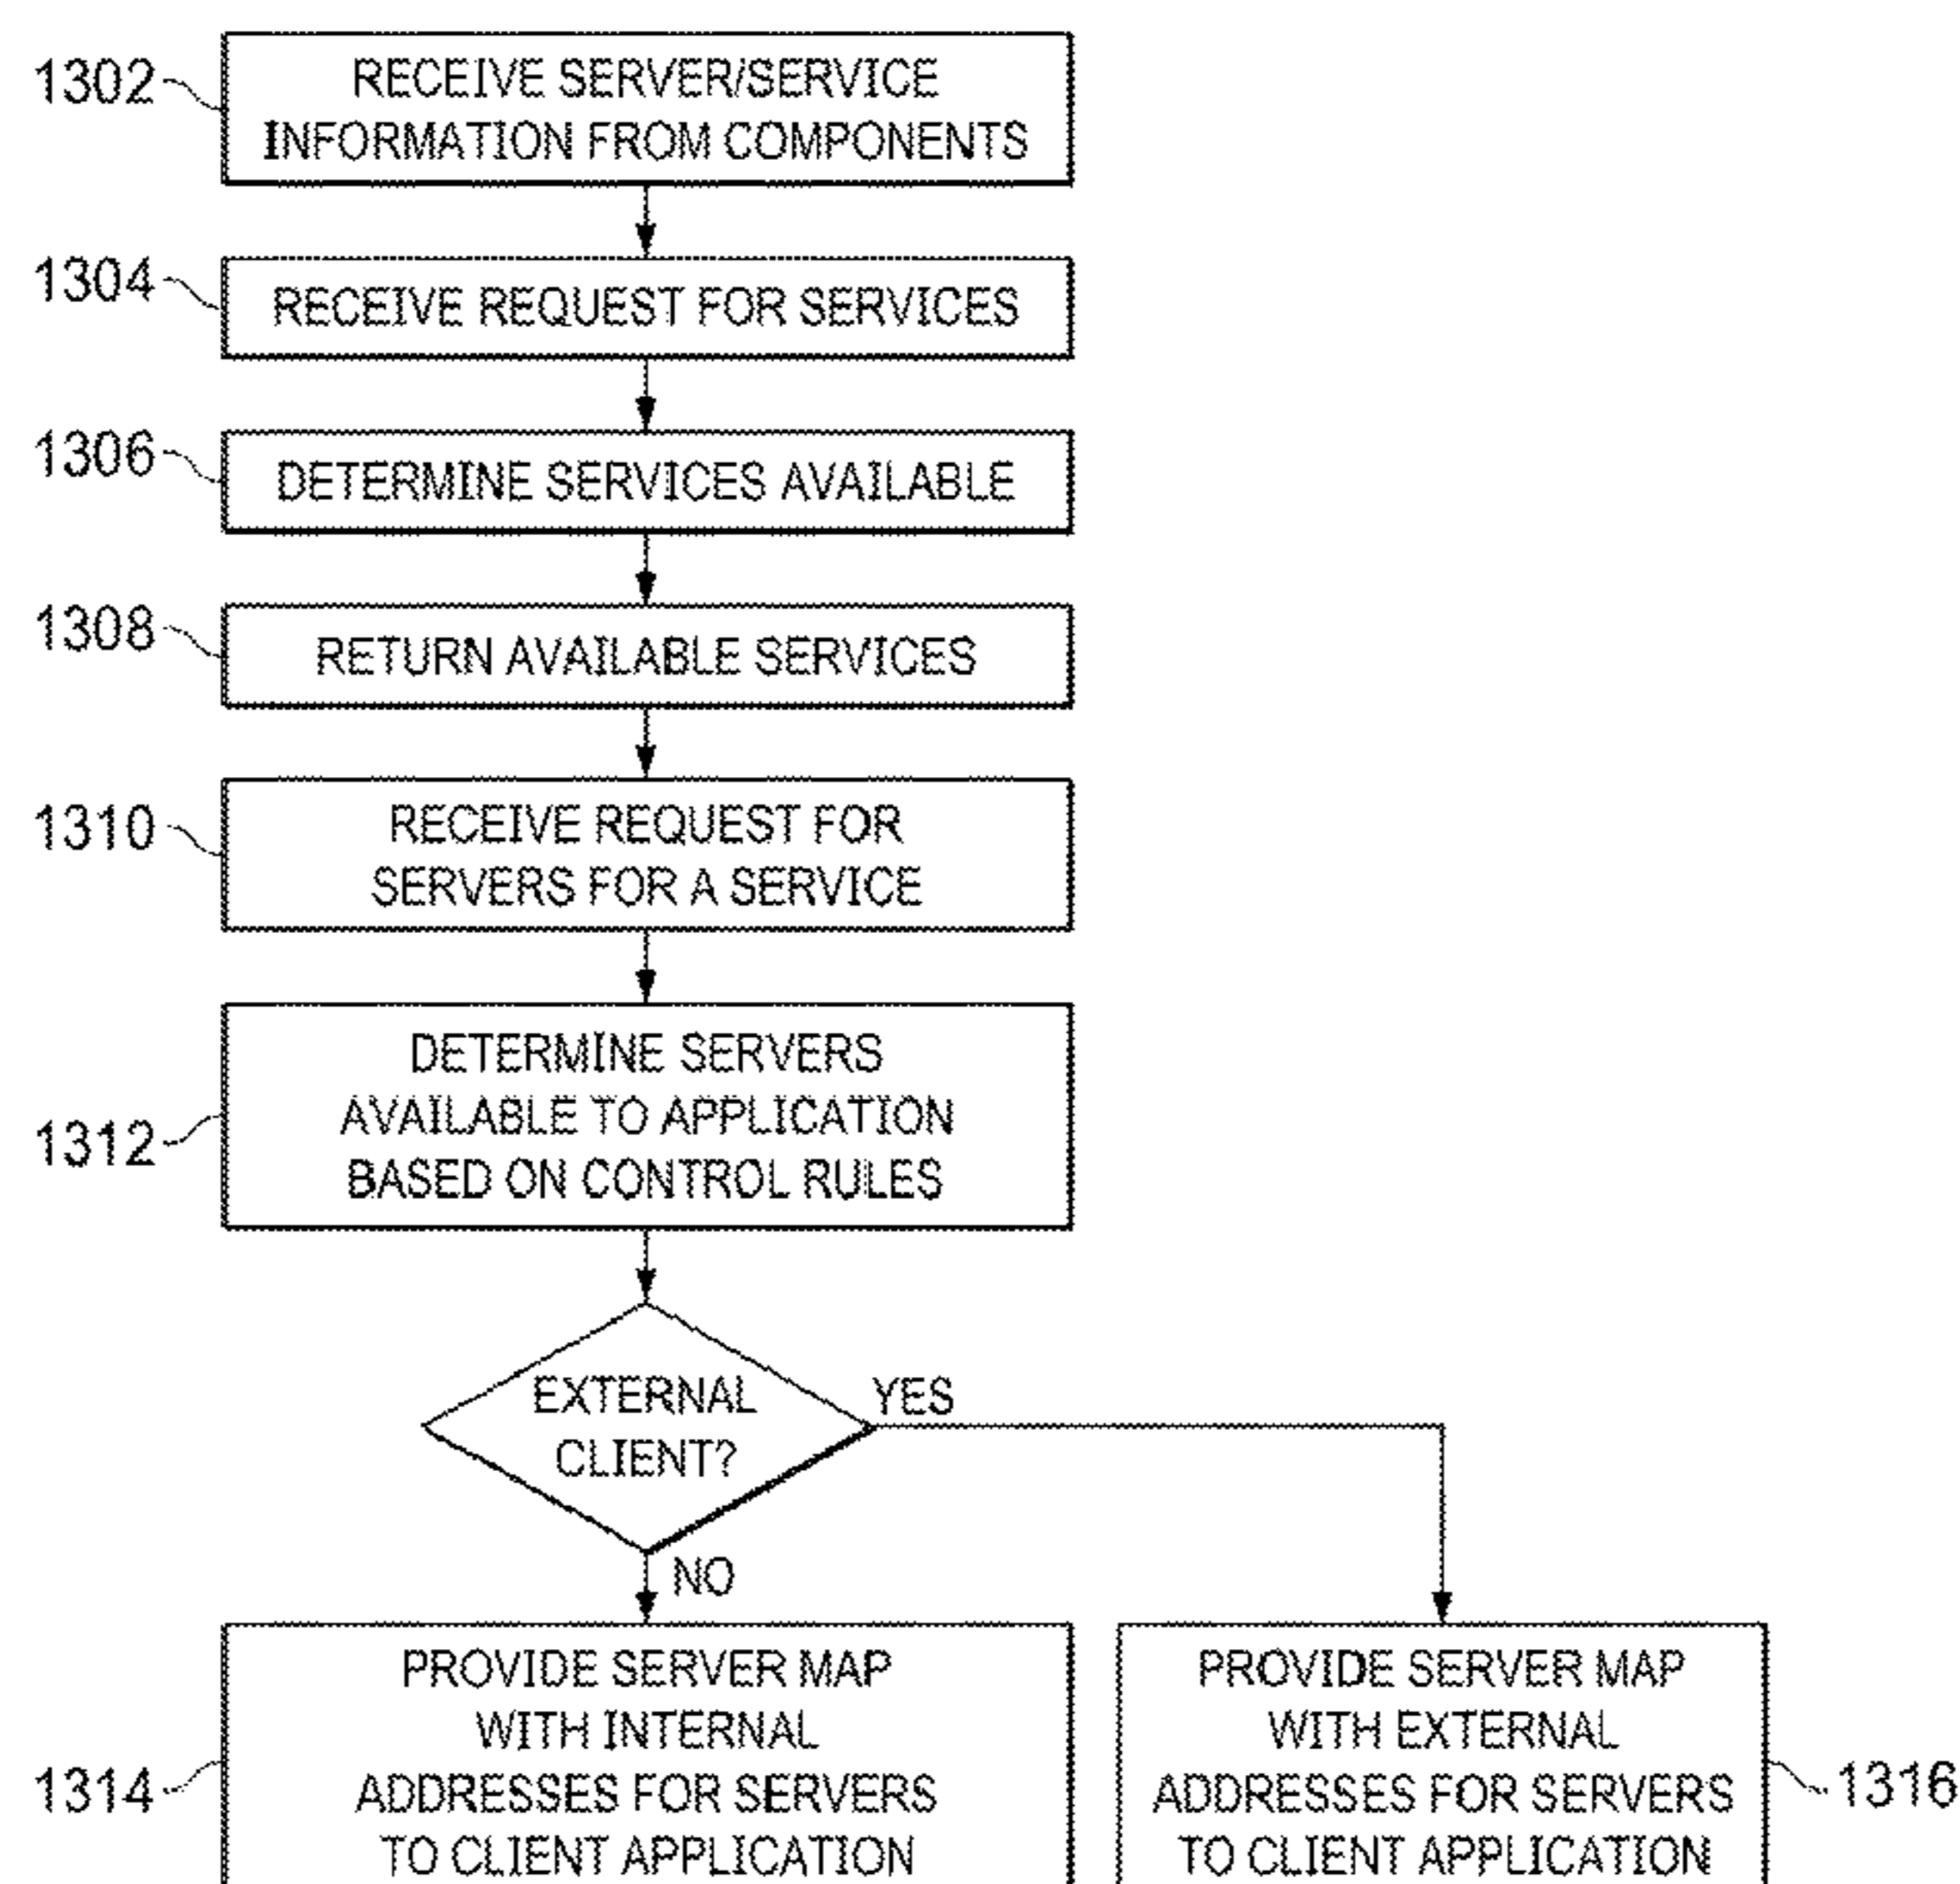 1302
RECEIVE SERVER/SERVICE
INFORMATION FROM COMPONENTS
1304
RECEIVE REQUEST FOR SERVICES
1306
DETERMINE SERVICES AVAILABLE
1308
RETURN AVAILABLE SERVICES
1310
RECEIVE REQUEST FOR
SERVERS FOR A SERVICE
1312
DETERMINE SERVERS
AVAILABLE TO APPLICATION
BASED ON CONTROL RULES
EXTERNAL
CLIENT?
YES
NO
1314
PROVIDE SERVER MAP
WITH INTERNAL
ADDRESSES FOR SERVERS
TO CLIENT APPLICATION
PROVIDE SERVER MAP
WITH EXTERNAL
ADDRESSES FOR SERVERS
TO CLIENT APPLICATION
1316